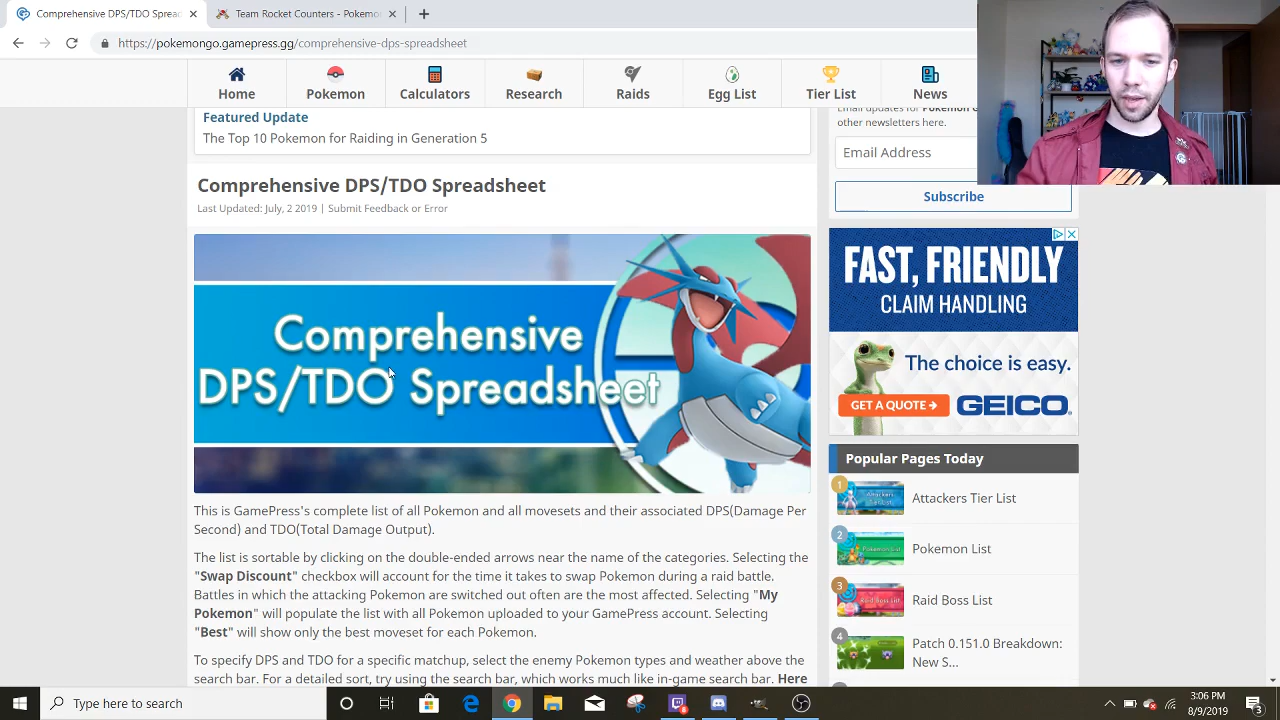 Comprehensive DPS/TDO Spread
Team Rocket Counters - Pokemon
https://pokemongo.gamepress.gg/comprehensive-dps-spreadsheet
Home
Pokemon
Calculators
Research
Raids
Egg List
Tier List
News
Featured Update
The Top 10 Pokemon for Raiding in Generation 5
Comprehensive DPS/TDO Spreadsheet
Last Updated: July, 2 2019 | Submit Feedback or Error
Comprehensive
DPS/TDO Spreadsheet
This is GamePress's complete list of all Pokemon and all movesets and their associated DPS(Damage Per
Second) and TDO(Total Damage Output).
The list is sortable by clicking on the double-ended arrows near the name of the categories. Selecting the
"Swap Discount" checkbox will account for the time it takes to swap Pokemon during a raid battle.
Battles in which the attacking Pokemon are switched out often are the most affected. Selecting "My
Pokemon" will populate the list with all Pokemon uploaded to your GamePress account. Selecting
"Best" will show only the best moveset for each Pokemon.
To specify DPS and TDO for a specific matchup, select the enemy Pokemon types and weather above the
search bar. For a detailed sort, try using the search bar, which works much like in-game search bar. Here
Email updates for Pokemon G
other newsletters here.
Email Address
Subscribe
FAST, FRIENDLY
CLAIM HANDLING
The choice is easy.
GET A QUOTE
GEICO
Popular Pages Today
1
Attackers Tier List
2
Pokemon List
3
Raid Boss List
4
Patch 0.151.0 Breakdown:
New S...
Type here to search
3:06 PM
8/9/2019
3